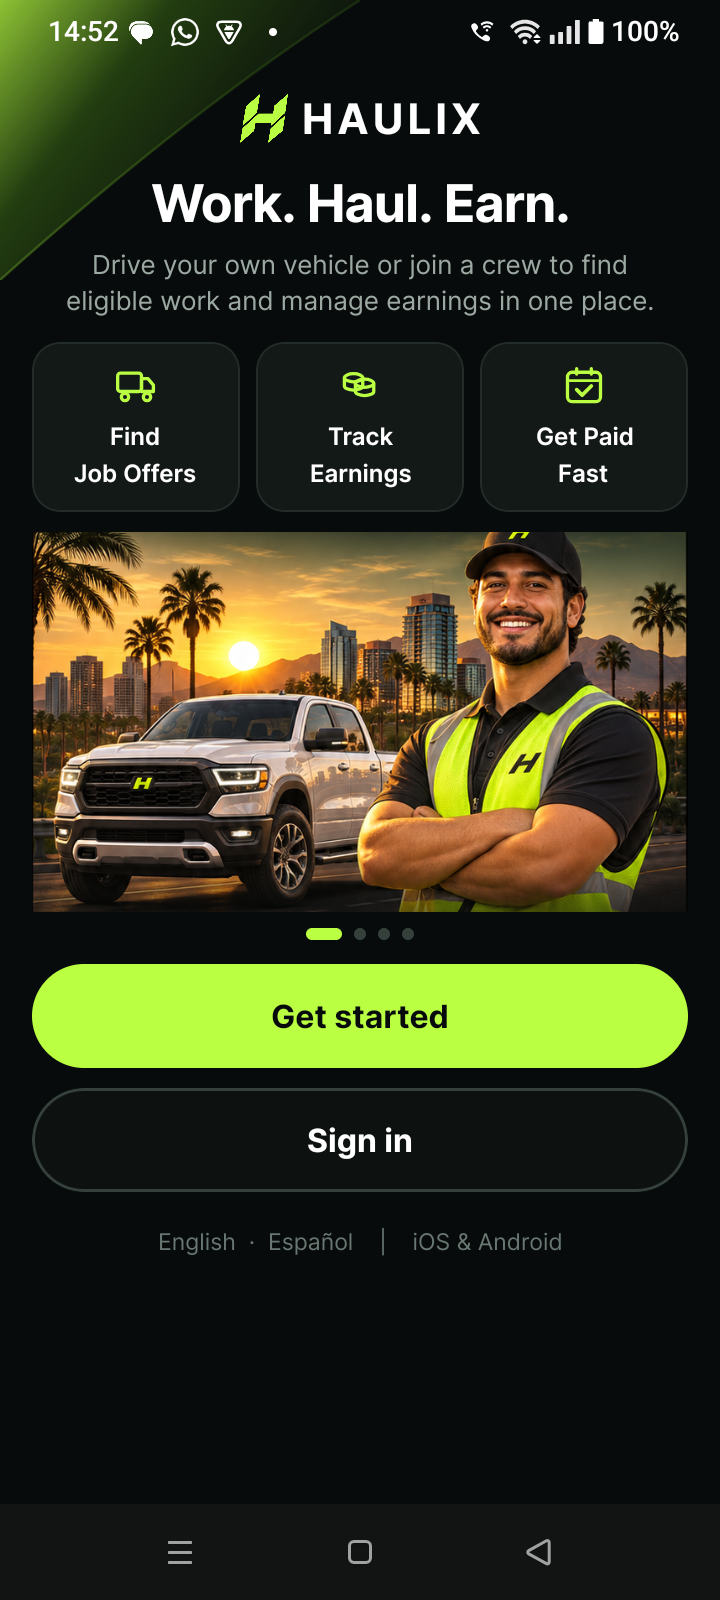 14:52
100%
HAULIX
Work. Haul. Earn.
Drive your own vehicle or join a crew to find
eligible work and manage earnings in one place.
Find
Job Offers
Track
Earnings
Get Paid
Fast
H
H
Get started
Sign in
English · Español | iOS & Android